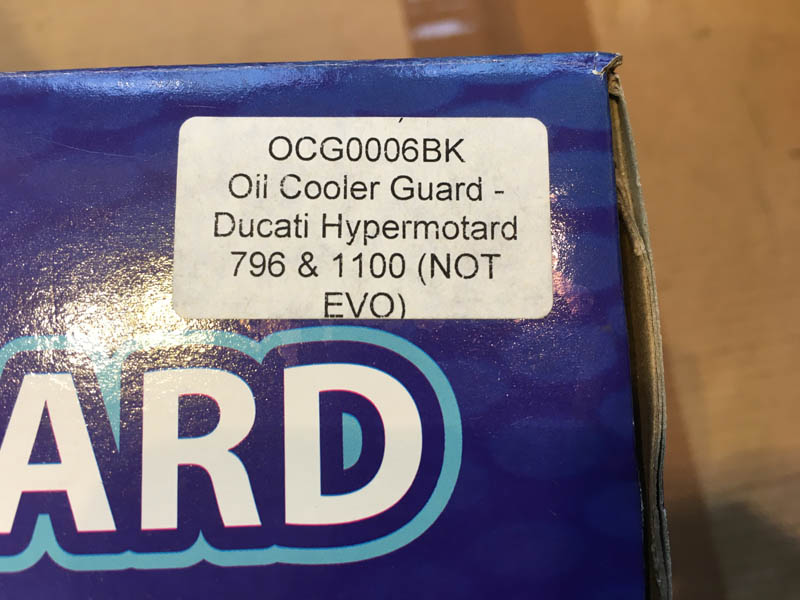 OCG0006BK
Oil Cooler Guard -
Ducati Hypermotard
796 & 1100 (NOT
EVO)
ARD